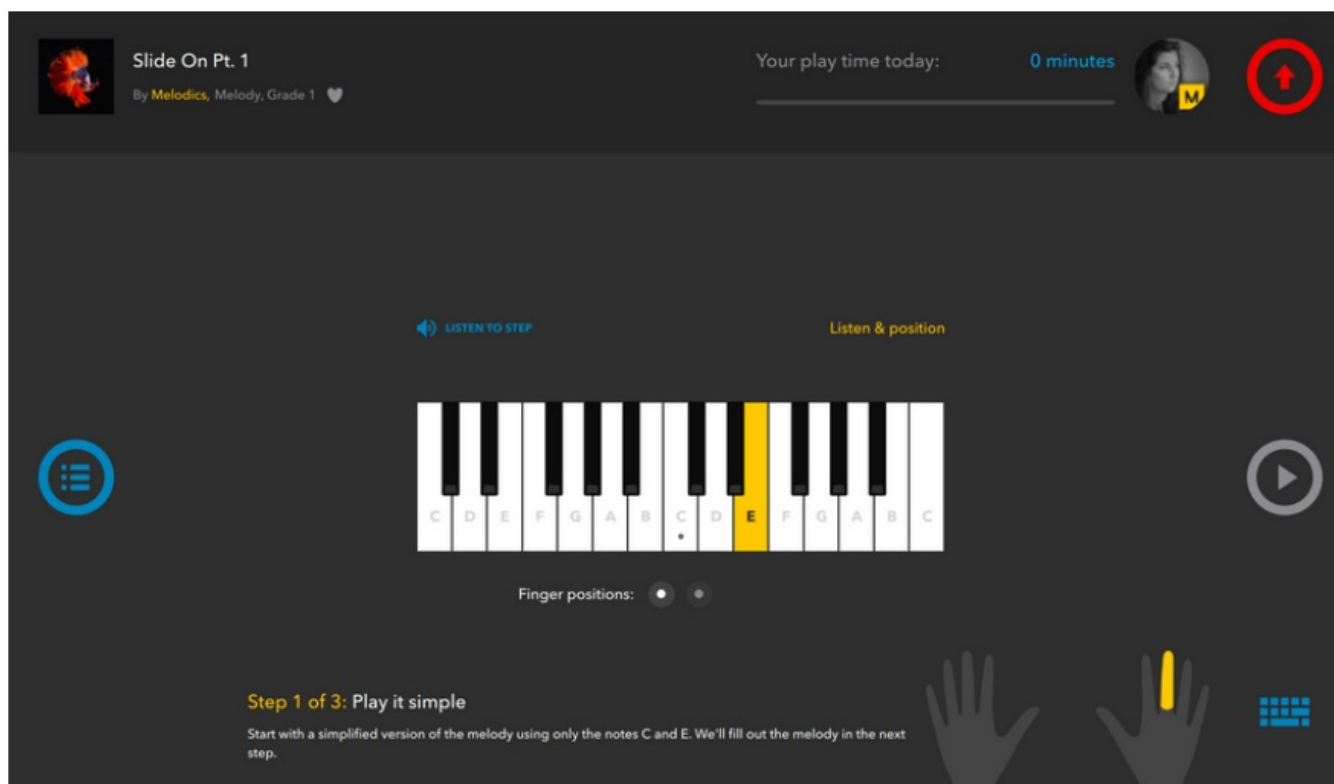 Slide On Pt. 1
By Melodics, Melody, Grade 1
Your play time today: 0 minutes
M
LISTEN TO STEP Listen & position
C D E F G A B C D E F G A B C
Finger positions:
Step 1 of 3: Play it simple
Start with a simplified version of the melody using only the notes C and E. We'll fill out the melody in the next
step.